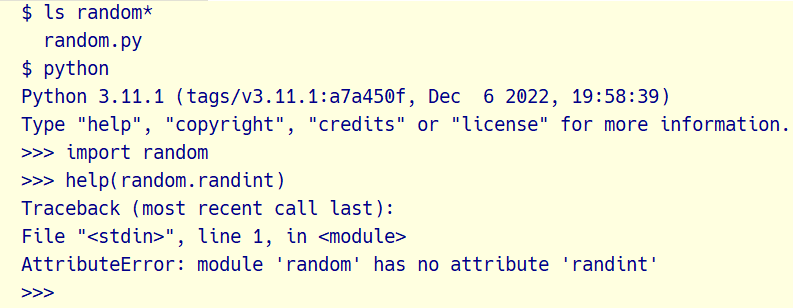 $ ls random*
random.py
$ python
Python 3.11.1 (tags/v3.11.1:a7a450f, Dec  6 2022, 19:58:39)
Type "help", "copyright", "credits" or "license" for more information.
>>> import random
>>> help(random.randint)
Traceback (most recent call last):
File "<stdin>", line 1, in <module>
AttributeError: module 'random' has no attribute 'randint'
>>>